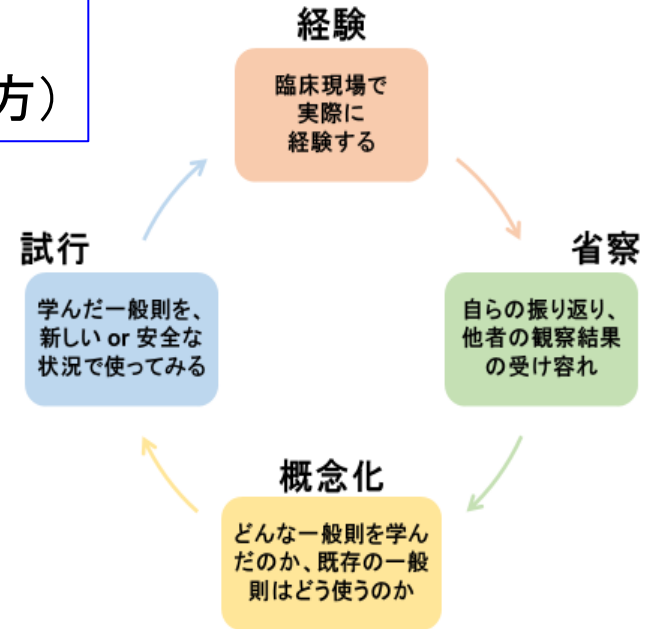 方）
経験
臨床現場で
実際に
経験する
試行
学んだ一般則を、
新しい or 安全な
状況で使ってみる
省察
自らの振り返り、
他者の観察結果
の受け容れ
概念化
どんな一般則を学ん
だのか、既存の一般
則はどう使うのか